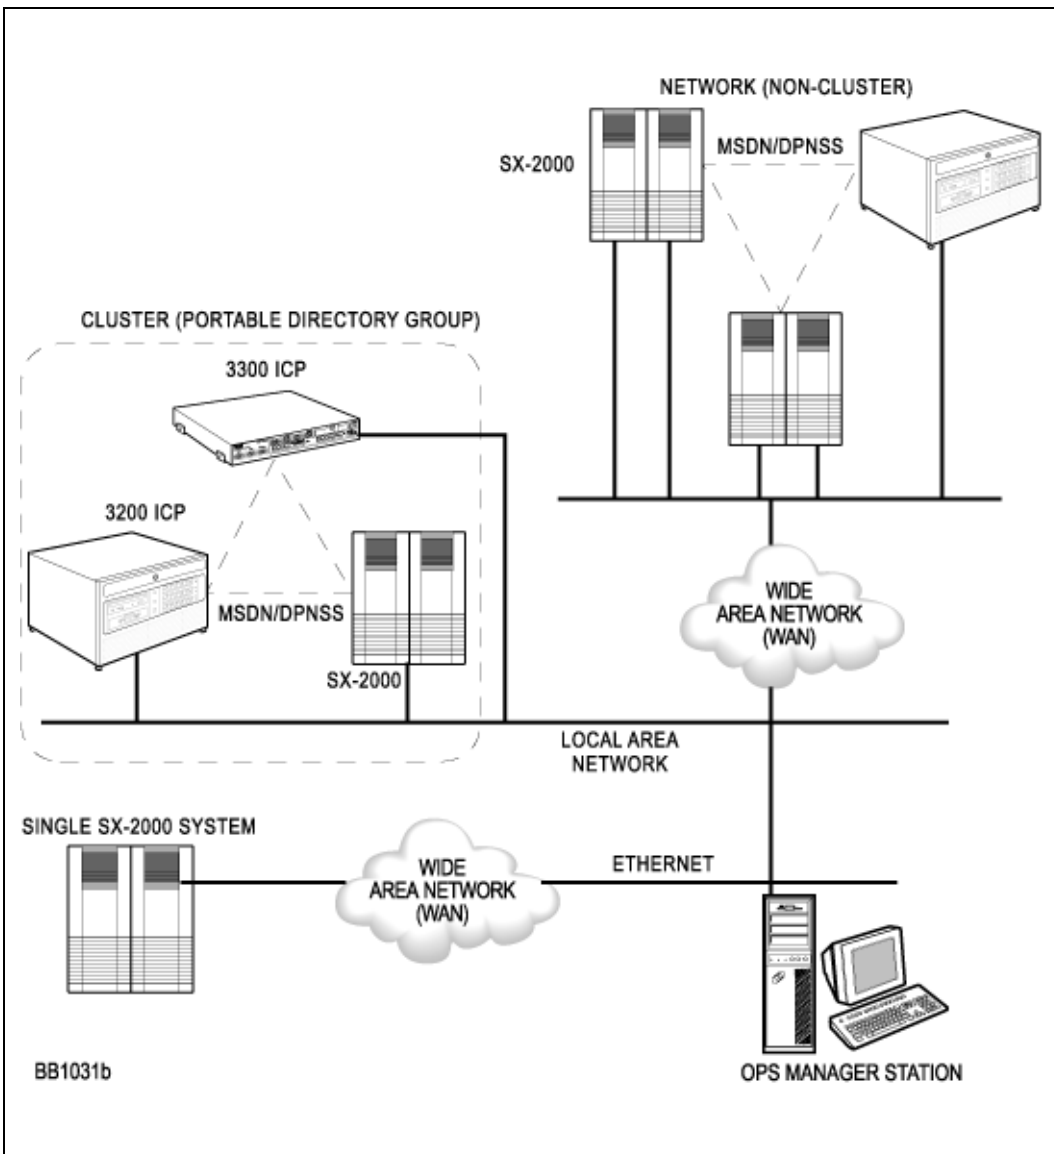 NETWORK (NON-CLUSTER)
SX-2000
MSDN/DPNSS
CLUSTER (PORTABLE DIRECTORY GROUP)
3300 ICP
3200 ICP
MSDN/DPNSS
SX-2000
WIDE
AREA NETWORK
(WAN)
LOCAL AREA
NETWORK
SINGLE SX-2000 SYSTEM
WIDE
AREA NETWORK
(WAN)
ETHERNET
BB1031b
OPS MANAGER STATION